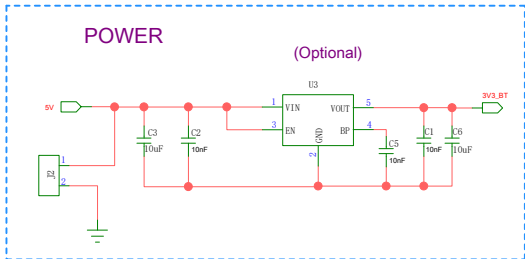 POWER
(Optional)
U3
5V
1
VIN
VOUT
5
3V3_BT
3
EN
BP
4
GND
2
C3
10uF
C2
10nF
C5
10nF
C1
10nF
C6
10uF
P2
1
2